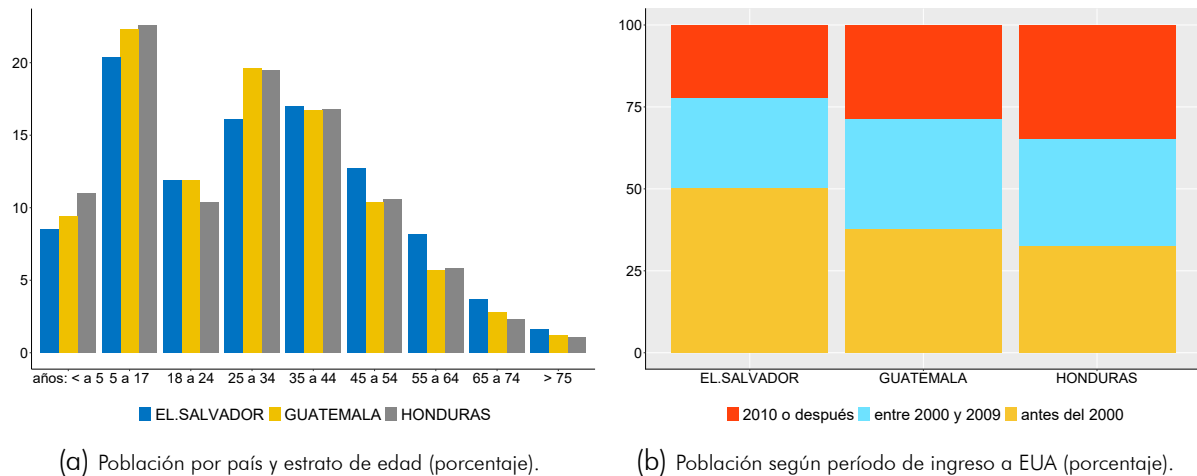 20
15
10
5
0
años: < a 5 5 a 17 18 a 24 25 a 34 35 a 44 45 a 54 55 a 64 65 a 74 > 75
EL.SALVADOR GUATEMALA HONDURAS
(a) Población por país y estrato de edad (porcentaje).
100
75
50
25
0
EL.SALVADOR GUATEMALA HONDURAS
2010 o después entre 2000 y 2009 antes del 2000
(b) Población según período de ingreso a EUA (porcentaje).